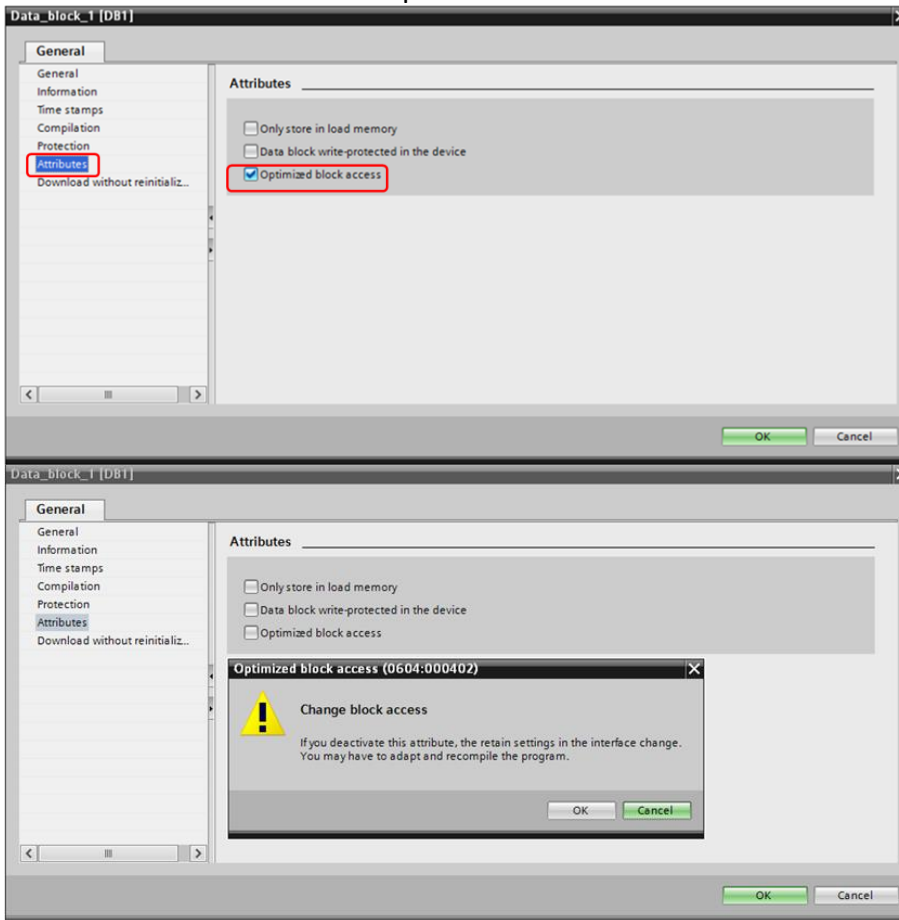 Data_block_1 [DB1]
General
General
Information
Time stamps
Compilation
Protection
Attributes
Download without reinitializ...
Attributes
Only store in load memory
Data block write-protected in the device
Optimized block access
OK
Cancel
Data_block_1 [DB1]
General
General
Information
Time stamps
Compilation
Protection
Attributes
Download without reinitializ...
Attributes
Only store in load memory
Data block write-protected in the device
Optimized block access
Optimized block access (0604:000402)
Change block access
If you deactivate this attribute, the retain settings in the interface change.
You may have to adapt and recompile the program.
OK
Cancel
OK
Cancel